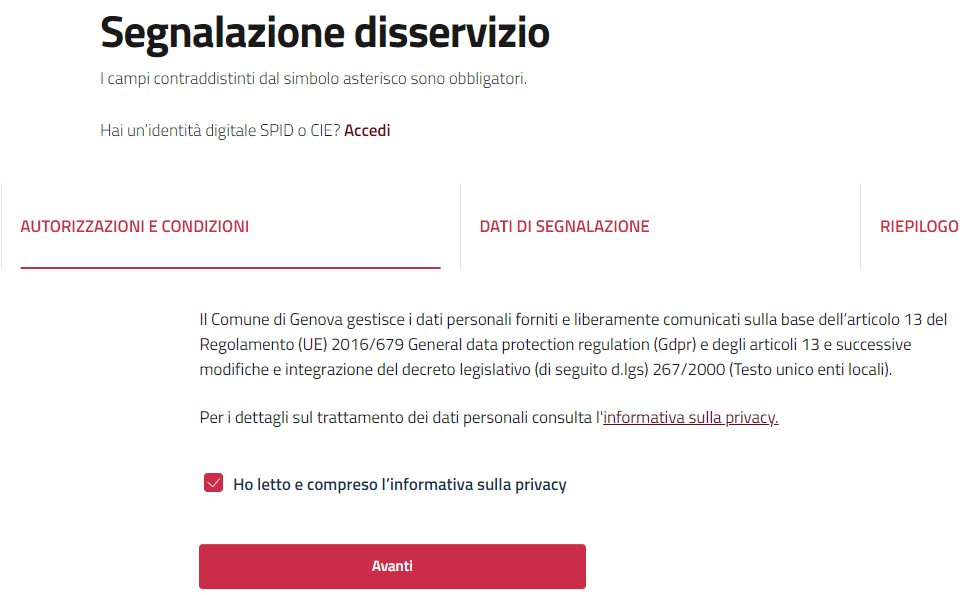 Segnalazione disservizio
I campi contraddistinti dal simbolo asterisco sono obbligatori.
Hai un'identità digitale SPID o CIE? Accedi
AUTORIZZAZIONI E CONDIZIONI
DATI DI SEGNALAZIONE
RIEPILOGO
Il Comune di Genova gestisce i dati personali forniti e liberamente comunicati sulla base dell’articolo 13 del
Regolamento (UE) 2016/679 General data protection regulation (Gdpr) e degli articoli 13 e successive
modifiche e integrazione del decreto legislativo (di seguito d.lgs) 267/2000 (Testo unico enti locali).
Per i dettagli sul trattamento dei dati personali consulta l'informativa sulla privacy.
Ho letto e compreso l’informativa sulla privacy
Avanti